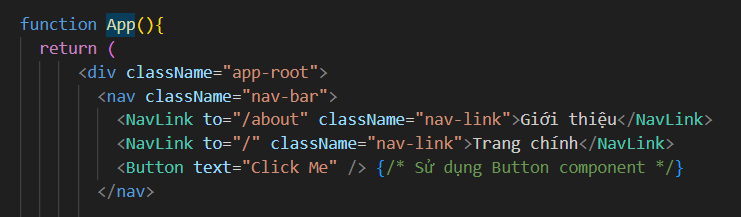 function App(){
return (
<div className="app-root">
<nav className="nav-bar">
<NavLink to="/about" className="nav-link">Giới thiệu</NavLink>
<NavLink to="/" className="nav-link">Trang chính</NavLink>
<Button text="Click Me" /> {/* Sử dụng Button component */}
</nav>